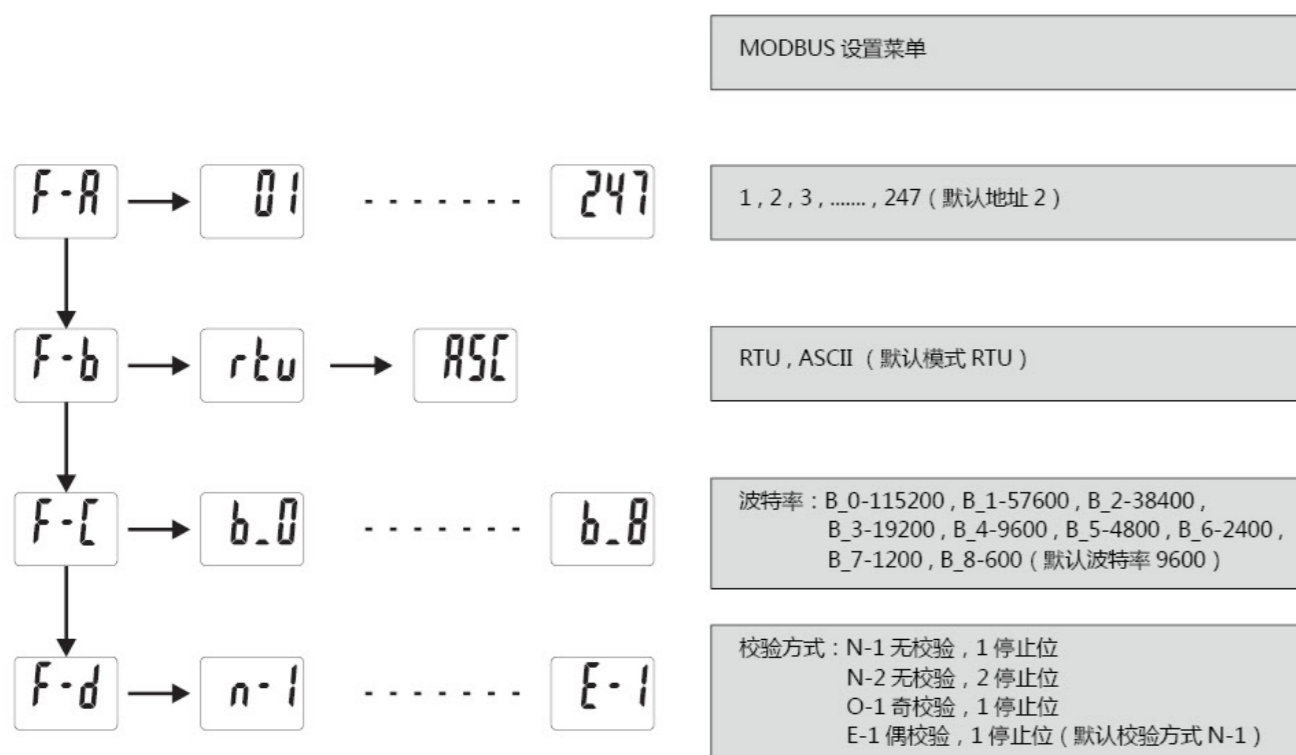 MODBUS 设置菜单
F-A 01 - - - - - - - 247
1 , 2 , 3 , ....... , 247 ( 默认地址 2 )
F-b rtu ASC
RTU , ASCII ( 默认模式 RTU )
F-C b_0 - - - - - - - b_8
波特率 : B_0-115200 , B_1-57600 , B_2-38400 ,
B_3-19200 , B_4-9600 , B_5-4800 , B_6-2400 ,
B_7-1200 , B_8-600 ( 默认波特率 9600 )
F-d n-1 - - - - - - - E-1
校验方式 : N-1 无校验 , 1 停止位
N-2 无校验 , 2 停止位
O-1 奇校验 , 1 停止位
E-1 偶校验 , 1 停止位 ( 默认校验方式 N-1 )